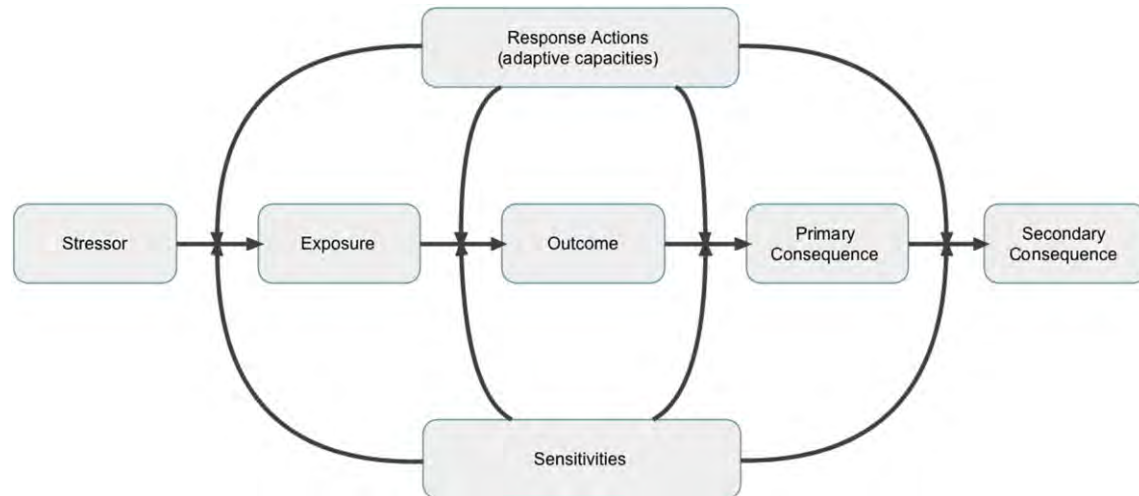 Response Actions
(adaptive capacities)
Stressor
Exposure
Outcome
Primary
Consequence
Secondary
Consequence
Sensitivities